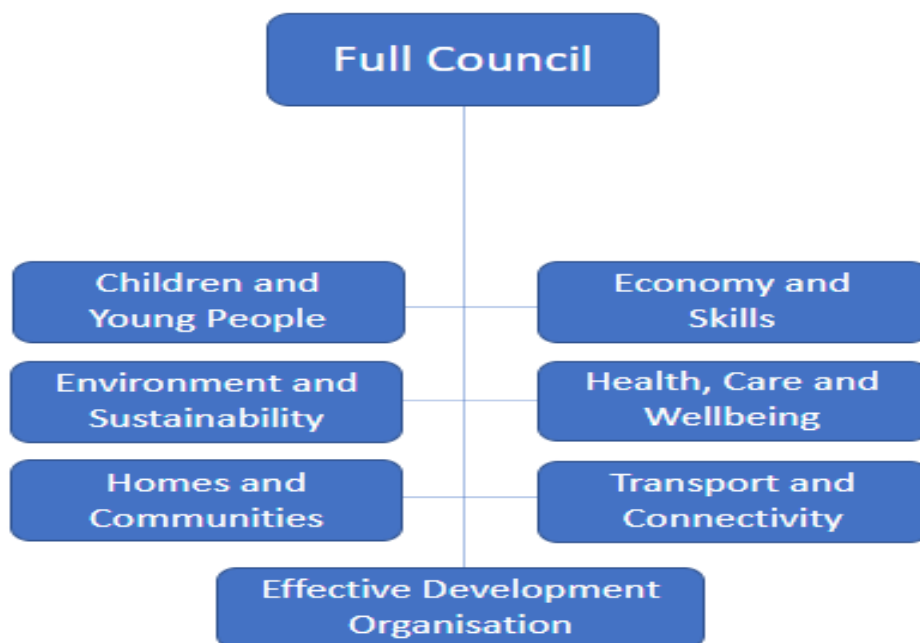 Full Council
Children and
Young People
Economy and
Skills
Environment and
Sustainability
Health, Care and
Wellbeing
Homes and
Communities
Transport and
Connectivity
Effective Development
Organisation